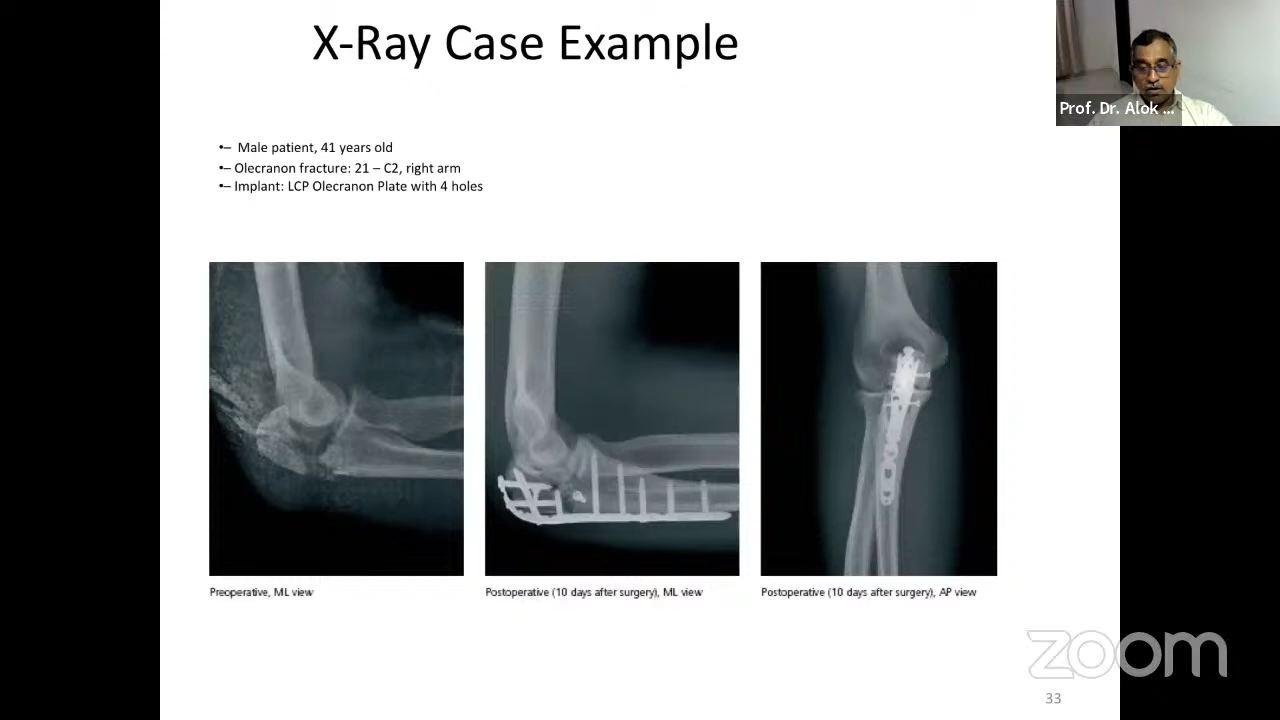 X-Ray Case Example
Prof. Dr. Alok ...
•– Male patient, 41 years old
•– Olecranon fracture: 21 – C2, right arm
•– Implant: LCP Olecranon Plate with 4 holes
Preoperative, ML view
Postoperative (10 days after surgery), ML view
Postoperative (10 days after surgery), AP view
zoom
33